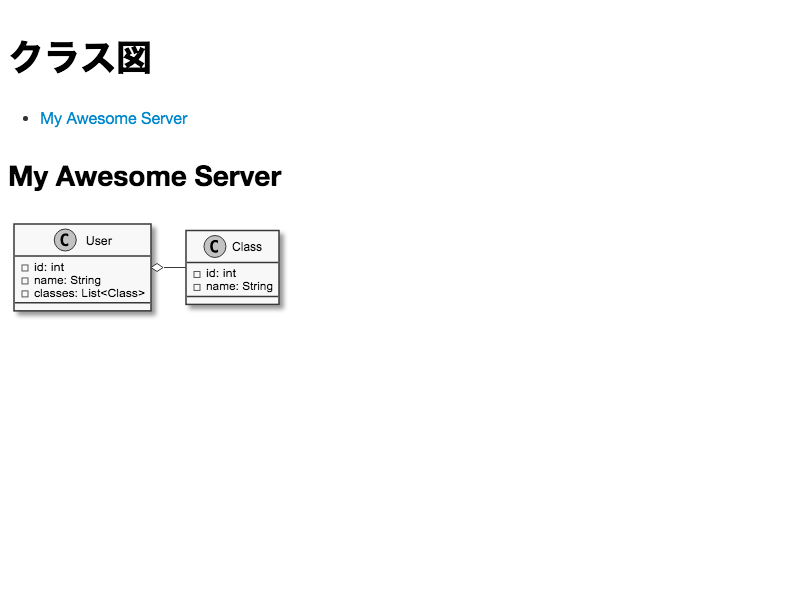 クラス図
My Awesome Server
My Awesome Server
C User
id: int
name: String
classes: List<Class>
C Class
id: int
name: String